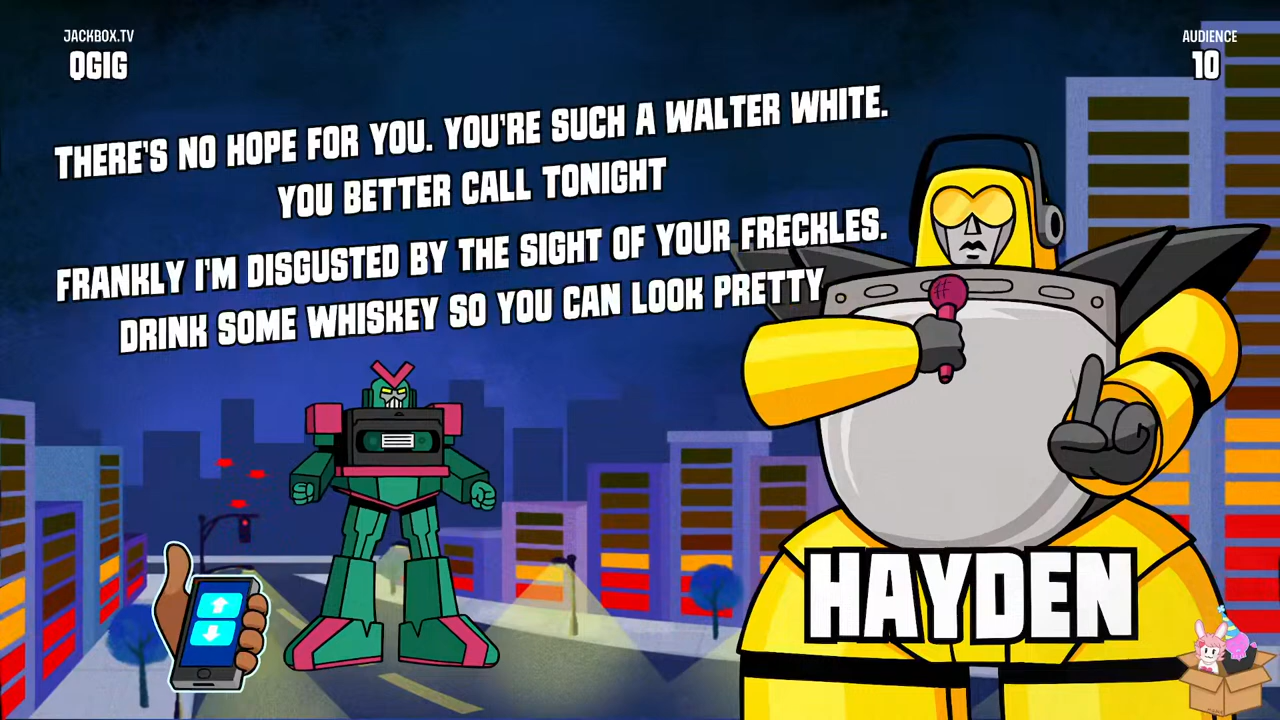 JACKBOX.TV
QGIG
AUDIENCE
10
THERE'S NO HOPE FOR YOU. YOU'RE SUCH A WALTER WHITE.
YOU BETTER CALL TONIGHT
FRANKLY I'M DISGUSTED BY THE SIGHT OF YOUR FRECKLES.
DRINK SOME WHISKEY SO YOU CAN LOOK PRETTY
HAYDEN